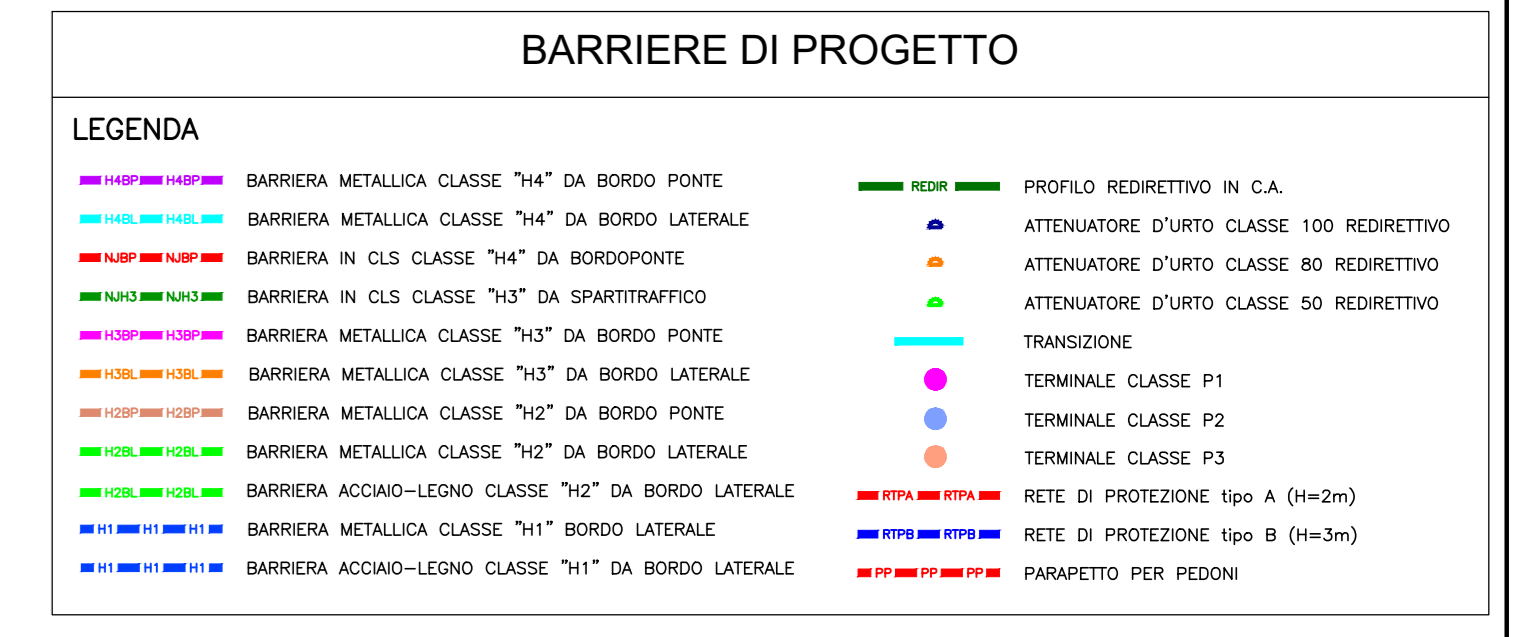 BARRIERE DI PROGETTO
LEGENDA
H4BP H4BP BARRIERA METALLICA CLASSE "H4" DA BORDO PONTE
H4BL H4BL BARRIERA METALLICA CLASSE "H4" DA BORDO LATERALE
NJBP NJBP BARRIERA IN CLS CLASSE "H4" DA BORDOPONTE
NJH3 NJH3 BARRIERA IN CLS CLASSE "H3" DA SPARTITRAFFICO
H3BP H3BP BARRIERA METALLICA CLASSE "H3" DA BORDO PONTE
H3BL H3BL BARRIERA METALLICA CLASSE "H3" DA BORDO LATERALE
H2BP H2BP BARRIERA METALLICA CLASSE "H2" DA BORDO PONTE
H2BL H2BL BARRIERA METALLICA CLASSE "H2" DA BORDO LATERALE
H2BL H2BL BARRIERA ACCIAIO-LEGNO CLASSE "H2" DA BORDO LATERALE
H1 H1 H1 BARRIERA METALLICA CLASSE "H1" BORDO LATERALE
H1 H1 H1 BARRIERA ACCIAIO-LEGNO CLASSE "H1" DA BORDO LATERALE
REDIR PROFILO REDIRETTIVO IN C.A.
ATTENUATORE D'URTO CLASSE 100 REDIRETTIVO
ATTENUATORE D'URTO CLASSE 80 REDIRETTIVO
ATTENUATORE D'URTO CLASSE 50 REDIRETTIVO
TRANSIZIONE
TERMINALE CLASSE P1
TERMINALE CLASSE P2
TERMINALE CLASSE P3
RTPA RTPA RETE DI PROTEZIONE tipo A (H=2m)
RTPB RTPB RETE DI PROTEZIONE tipo B (H=3m)
PP PP PP PARAPETTO PER PEDONI